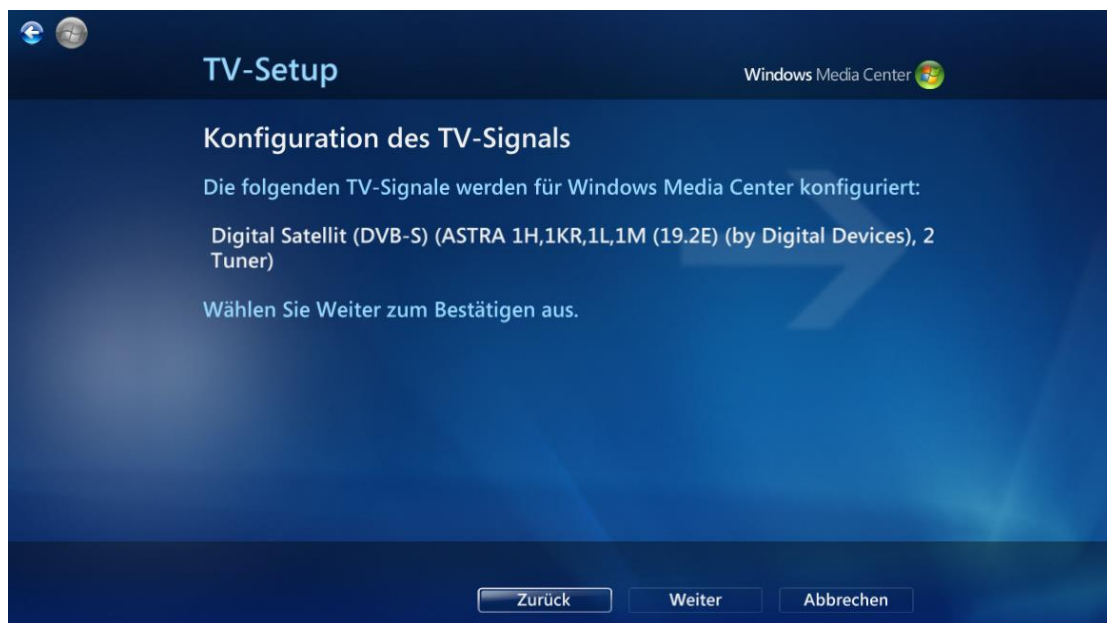 TV-Setup
Windows Media Center
Konfiguration des TV-Signals
Die folgenden TV-Signale werden für Windows Media Center konfiguriert:
Digital Satellit (DVB-S) (ASTRA 1H,1KR,1L,1M (19.2E) (by Digital Devices), 2
Tuner)
Wählen Sie Weiter zum Bestätigen aus.
Zurück Weiter Abbrechen